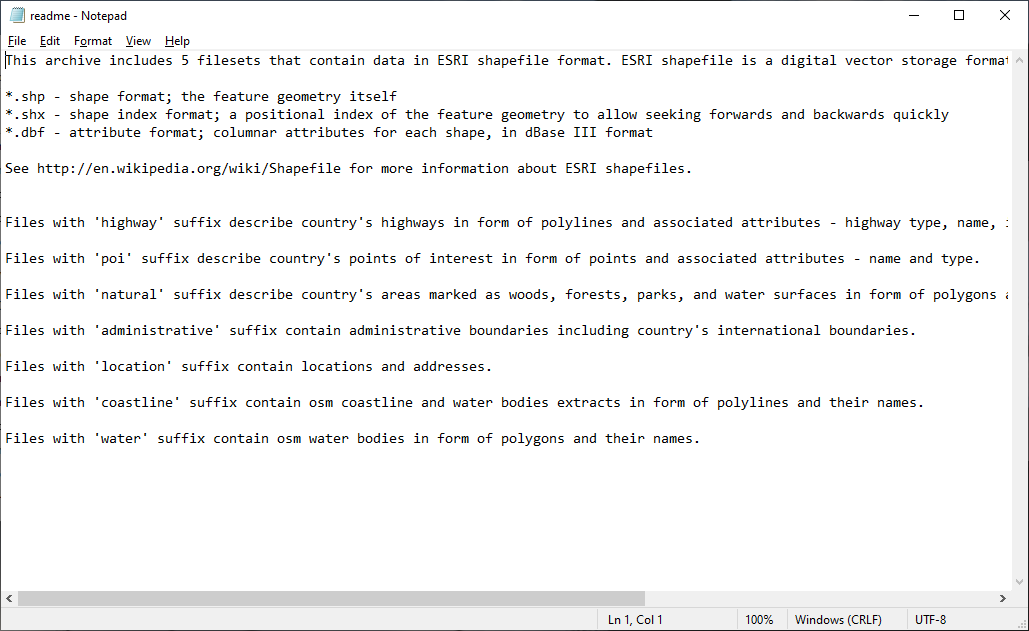 readme - Notepad
File Edit Format View Help
This archive includes 5 filesets that contain data in ESRI shapefile format. ESRI shapefile is a digital vector storage
*.shp - shape format; the feature geometry itself
*.shx - shape index format; a positional index of the feature geometry to allow seeking forwards and backwards quickly
*.dbf - attribute format; columnar attributes for each shape, in dBase III format
See http://en.wikipedia.org/wiki/Shapefile for more information about ESRI shapefiles.
Files with 'highway' suffix describe country's highways in form of polylines and associated attributes - highway type, name,
Files with 'poi' suffix describe country's points of interest in form of points and associated attributes - name and type.
Files with 'natural' suffix describe country's areas marked as woods, forests, parks, and water surfaces in form of polygons
Files with 'administrative' suffix contain administrative boundaries including country's international boundaries.
Files with 'location' suffix contain locations and addresses.
Files with 'coastline' suffix contain osm coastline and water bodies extracts in form of polylines and their names.
Files with 'water' suffix contain osm water bodies in form of polygons and their names.
Ln 1, Col 1 100% Windows (CRLF) UTF-8